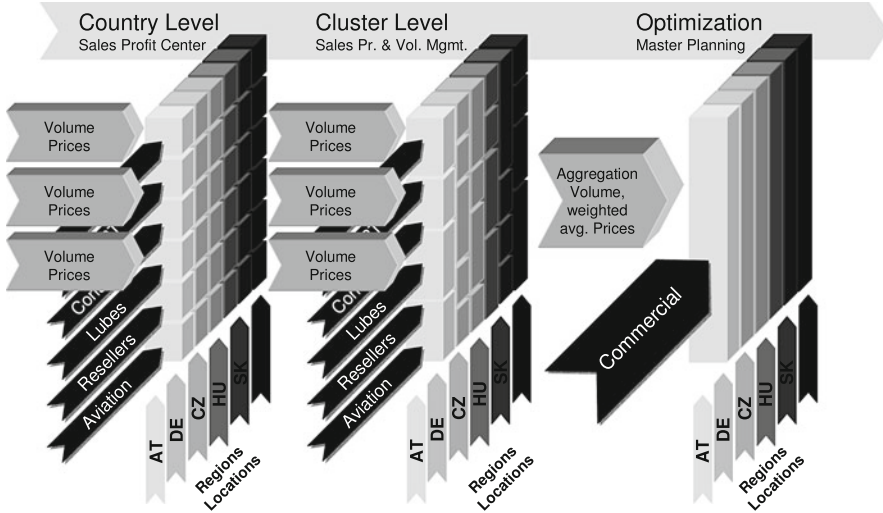 Country Level
Sales Profit Center
Cluster Level
Sales Pr. & Vol. Mgmt.
Optimization
Master Planning
Volume
Prices
Volume
Prices
Volume
Prices
Lubes
Resellers
Aviation
AT
DE
CZ
HU
SK
Regions
Locations
Volume
Prices
Volume
Prices
Volume
Prices
Lubes
Resellers
Aviation
AT
DE
CZ
HU
SK
Regions
Locations
Aggregation
Volume,
weighted
avg. Prices
Commercial
AT
DE
CZ
HU
SK
Regions
Locations